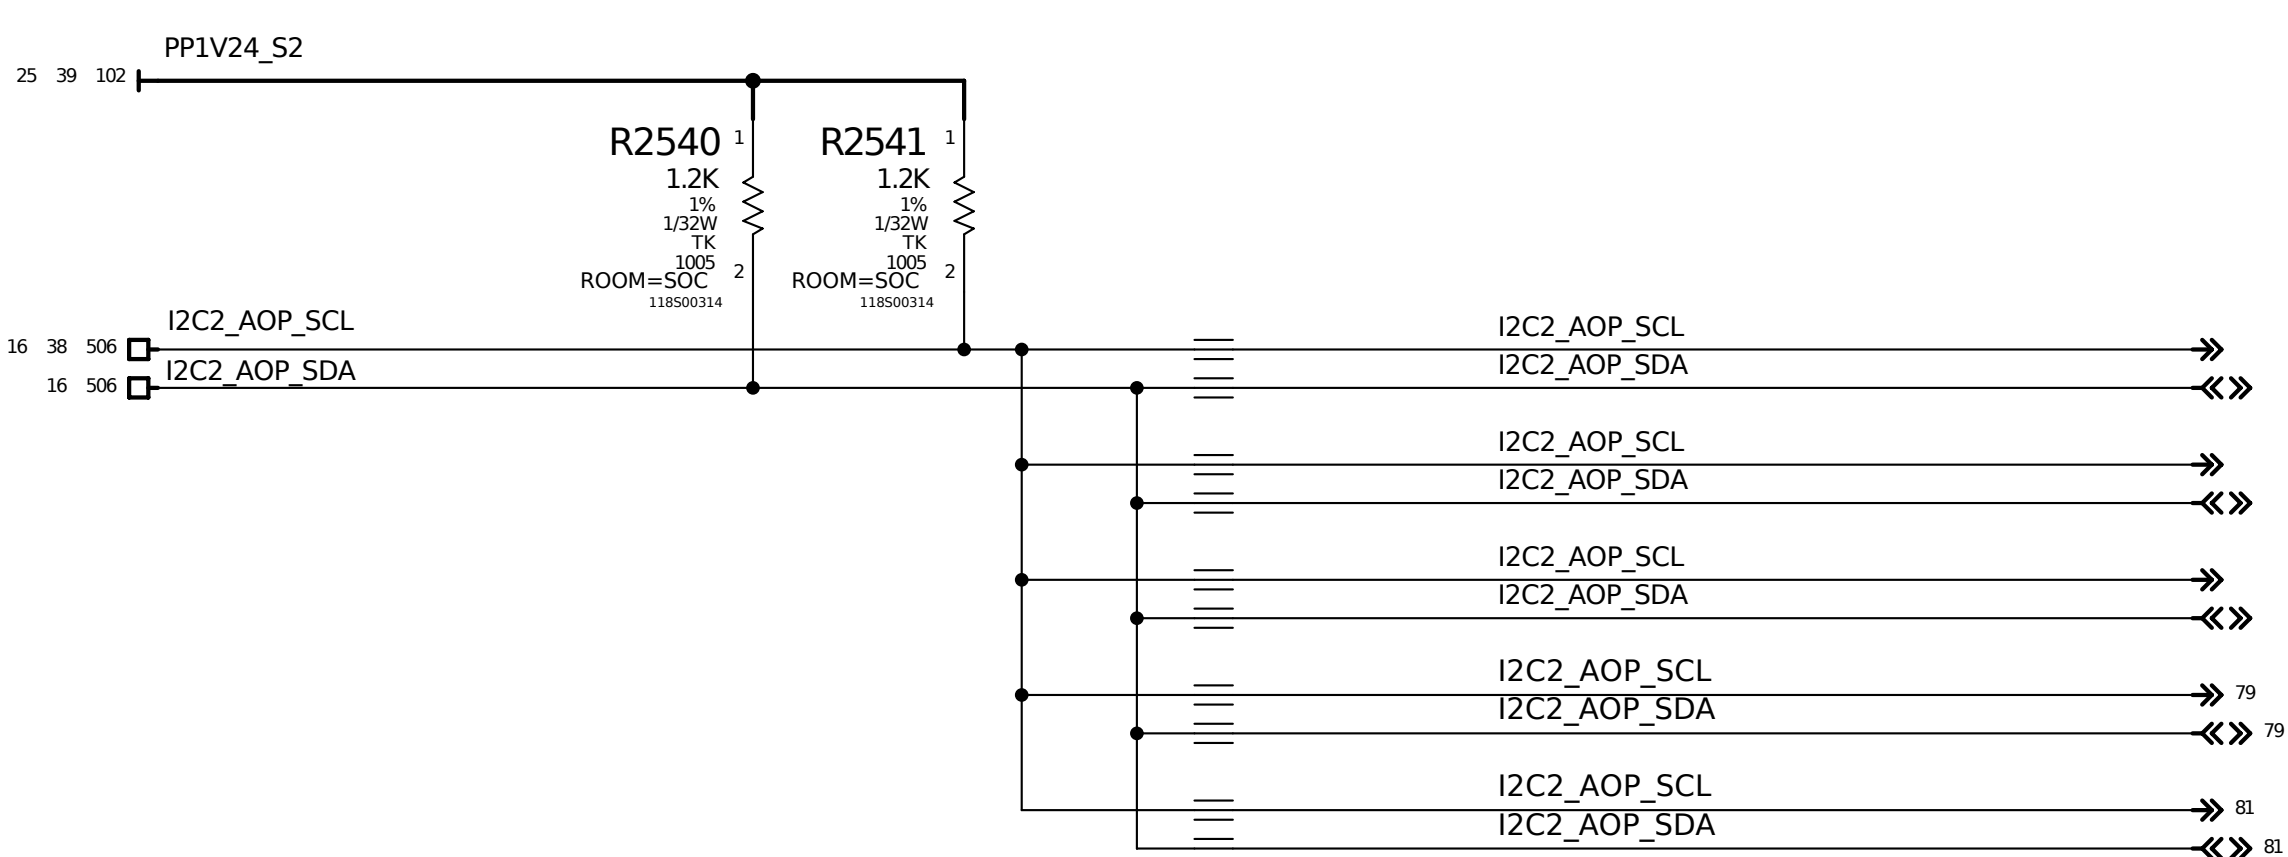 PP1V24_S2
25 39 102
R2540 1
1.2K
1%
1/32W
TK
1005
2
ROOM=SOC
118S00314
R2541 1
1.2K
1%
1/32W
TK
1005
2
ROOM=SOC
118S00314
I2C2_AOP_SCL
16 38 506
I2C2_AOP_SDA
16 506
I2C2_AOP_SCL
I2C2_AOP_SDA
I2C2_AOP_SCL
I2C2_AOP_SDA
I2C2_AOP_SCL
I2C2_AOP_SDA
I2C2_AOP_SCL
79
I2C2_AOP_SDA
79
I2C2_AOP_SCL
81
I2C2_AOP_SDA
81